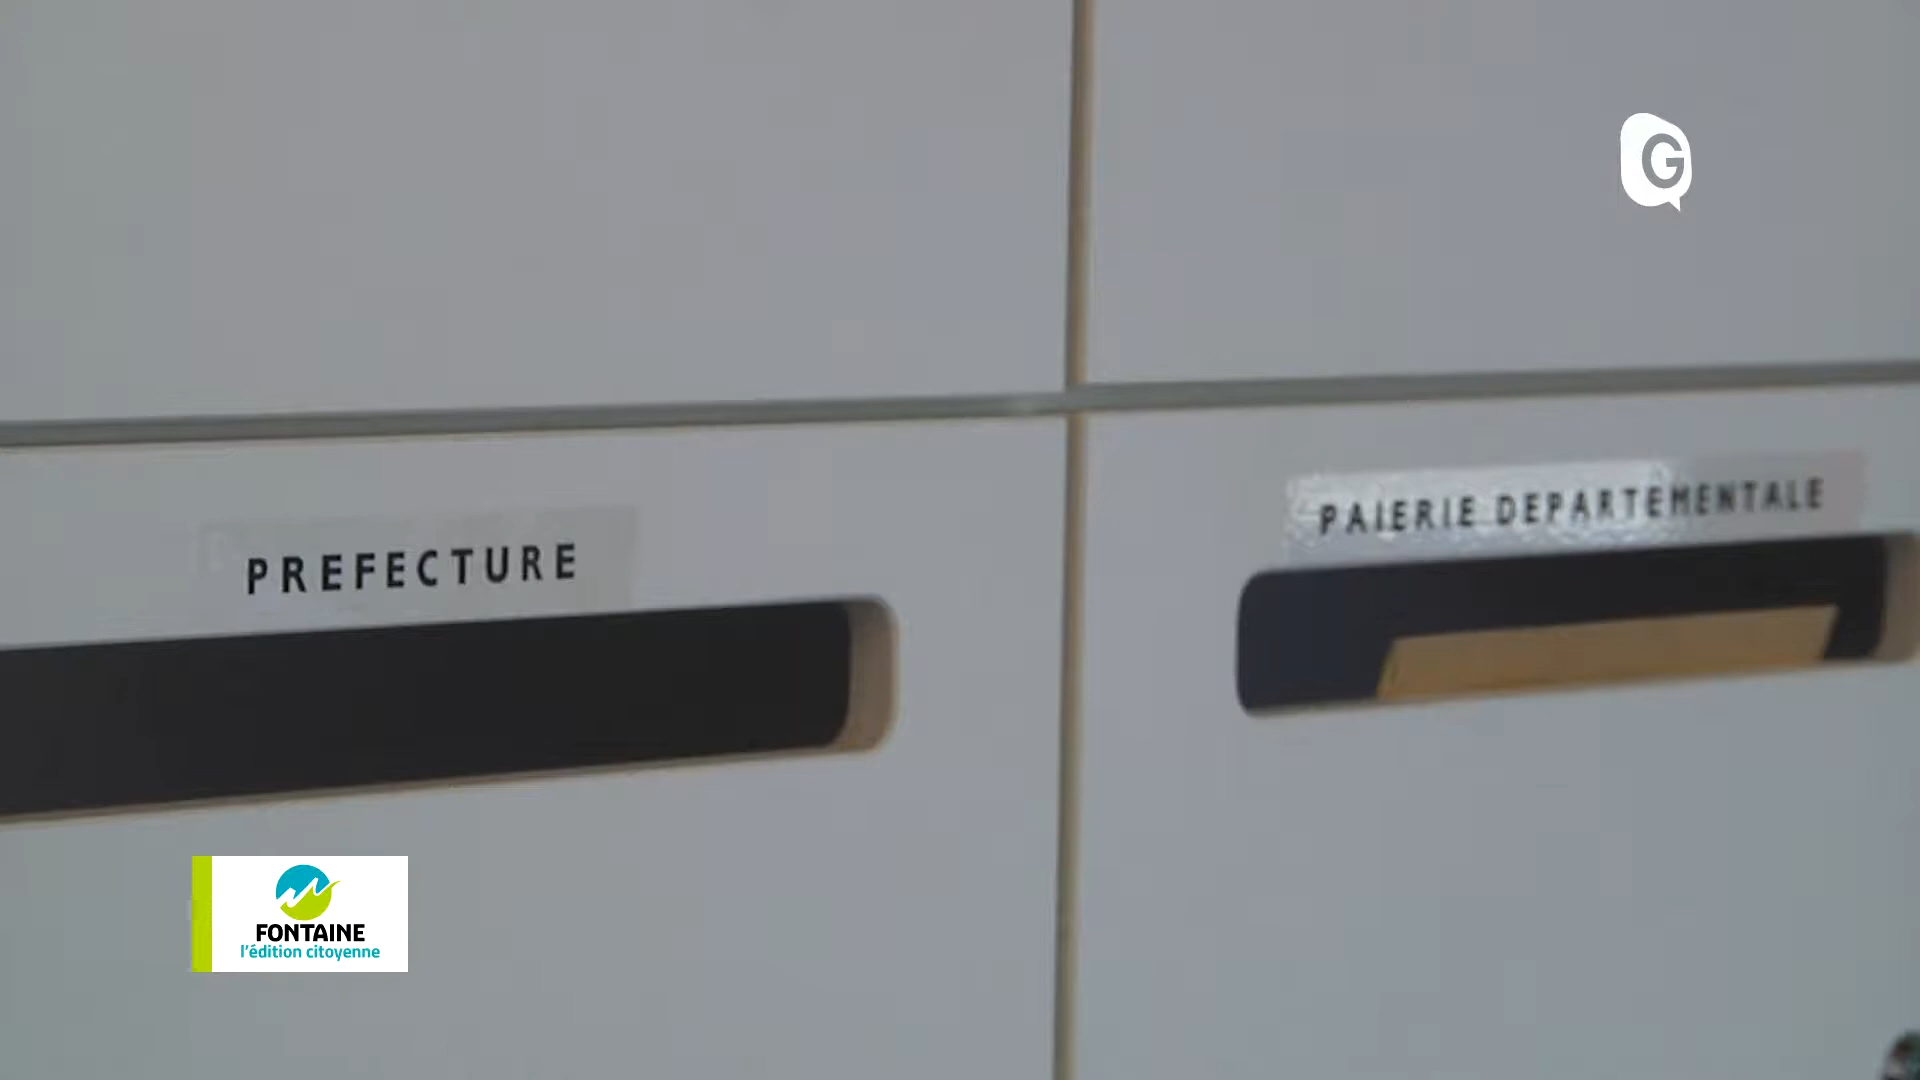 G
PREFECTURE
PAIERIE DEPARTEMENTALE
FONTAINE
l'édition citoyenne